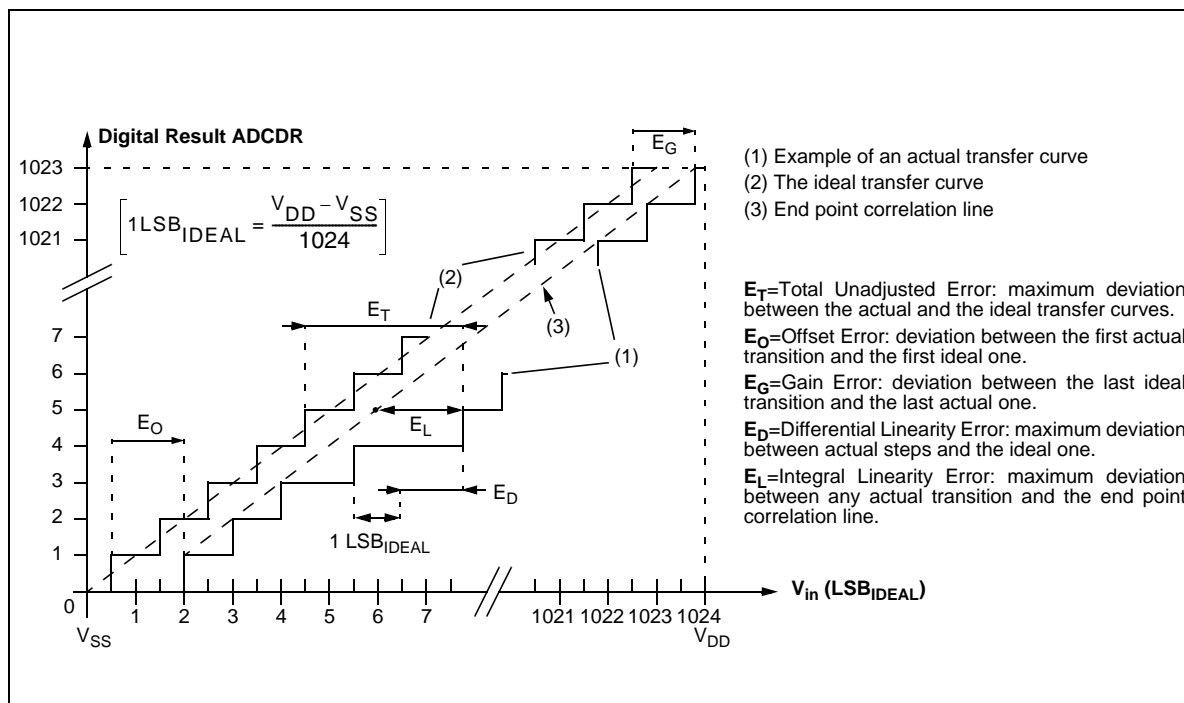 Digital Result ADCDR
1023
1022
1021
1LSB_IDEAL = (V_DD – V_SS) / 1024
7
6
5
4
3
2
1
0
E_G
(2)
E_T
(3)
(1)
E_O
E_L
E_D
1 LSB_IDEAL
1 2 3 4 5 6 7 1021 1022 1023 1024
V_in (LSB_IDEAL)
V_SS
V_DD
(1) Example of an actual transfer curve
(2) The ideal transfer curve
(3) End point correlation line
E_T=Total Unadjusted Error: maximum deviation
between the actual and the ideal transfer curves.
E_O=Offset Error: deviation between the first actual
transition and the first ideal one.
E_G=Gain Error: deviation between the last ideal
transition and the last actual one.
E_D=Differential Linearity Error: maximum deviation
between actual steps and the ideal one.
E_L=Integral Linearity Error: maximum deviation
between any actual transition and the end point
correlation line.